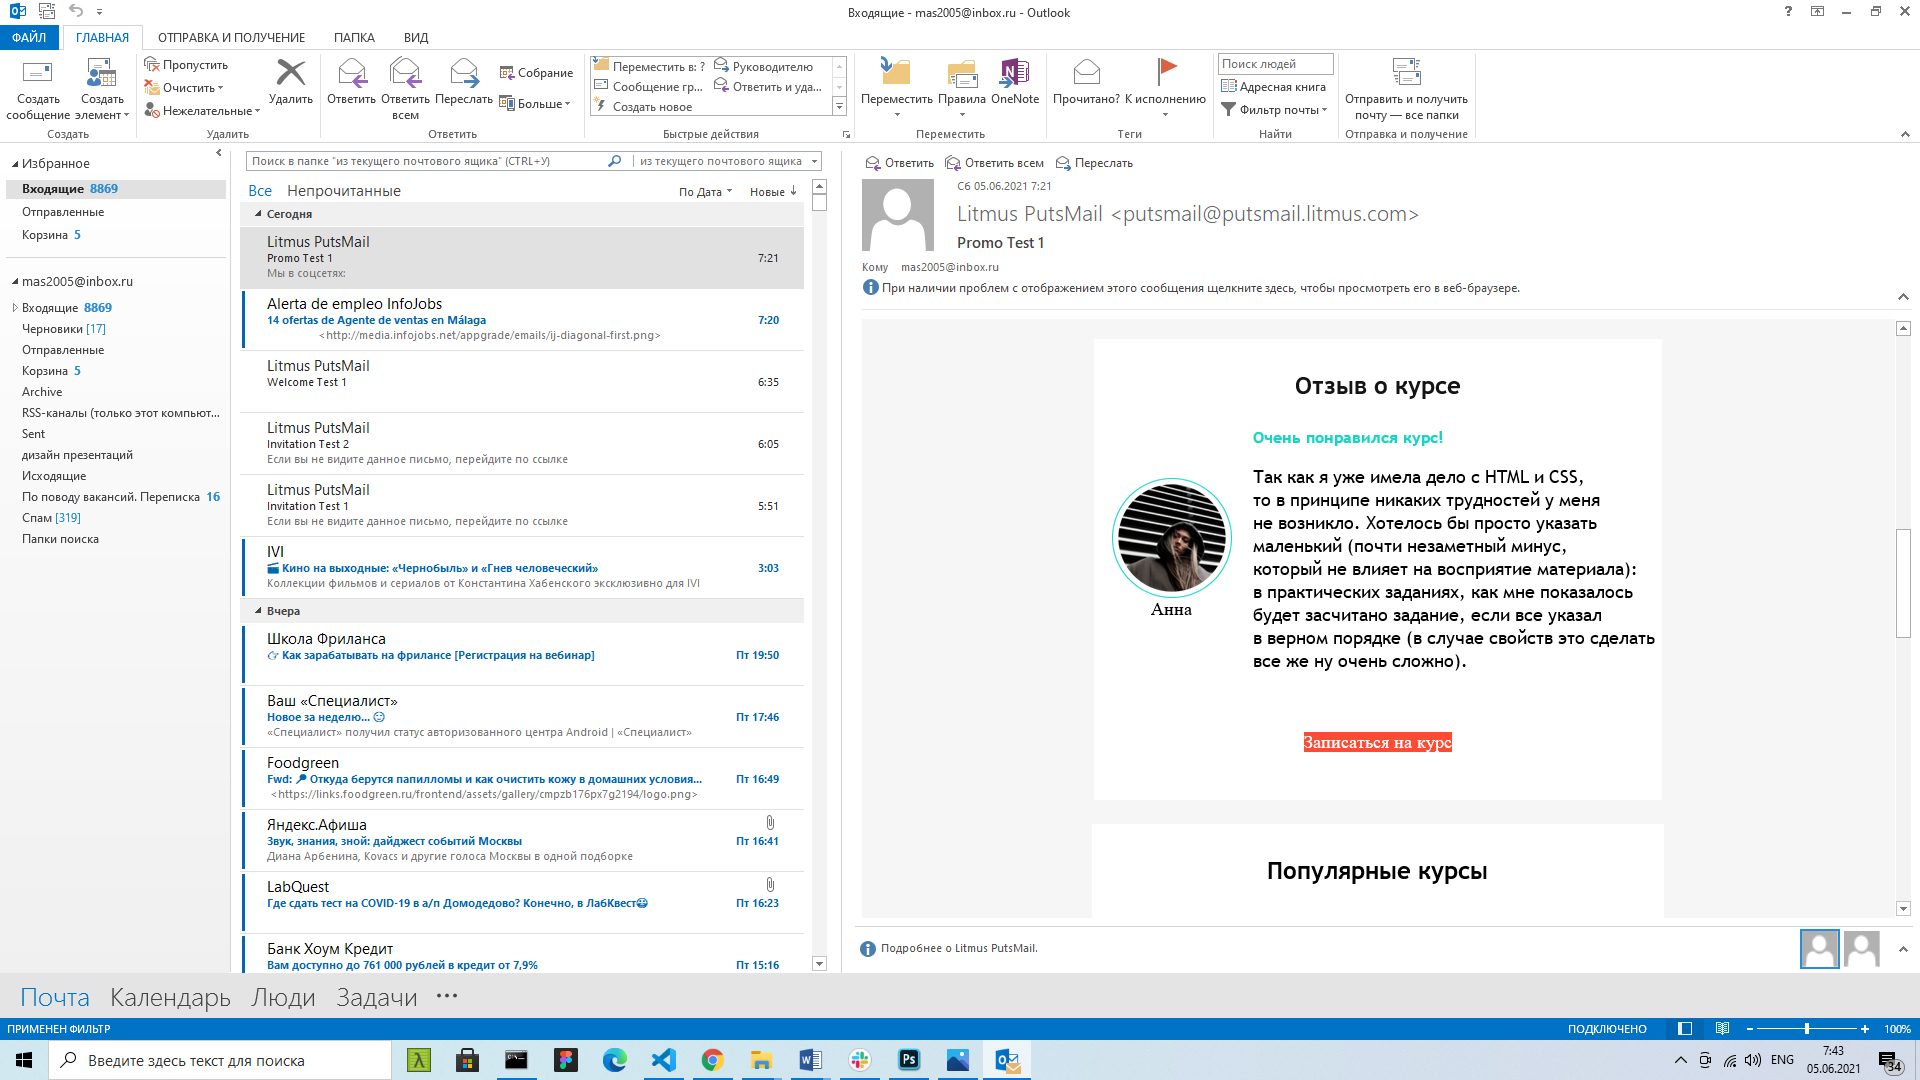 Входящие - mas2005@inbox.ru - Outlook
ФАЙЛ ГЛАВНАЯ ОТПРАВКА И ПОЛУЧЕНИЕ ПАПКА ВИД
Создать сообщение
Создать элемент
Создать
Пропустить
Очистить
Нежелательные
Удалить
Удалить
Ответить
Ответить всем
Переслать
Собрание
Больше
Ответить
Переместить в: ?
Сообщение гр...
Создать новое
Руководителю
Ответить и уда...
Быстрые действия
Переместить
Правила
OneNote
Переместить
Прочитано?
К исполнению
Теги
Поиск людей
Адресная книга
Фильтр почты
Найти
Отправить и получить
почту — все папки
Отправка и получение
Избранное
Входящие 8869
Отправленные
Корзина 5
mas2005@inbox.ru
Входящие 8869
Черновики [17]
Отправленные
Корзина 5
Archive
RSS-каналы (только этот компьют...
Sent
дизайн презентаций
Исходящие
По поводу вакансий. Переписка 16
Спам [319]
Папки поиска
Поиск в папке "из текущего почтового ящика" (CTRL+У)
из текущего почтового ящика
Все Непрочитанные По Дата Новые
Сегодня
Litmus PutsMail
Promo Test 1 7:21
Мы в соцсетях:
Alerta de empleo InfoJobs
14 ofertas de Agente de ventas en Málaga 7:20
<http://media.infojobs.net/appgrade/emails/ij-diagonal-first.png>
Litmus PutsMail
Welcome Test 1 6:35
Litmus PutsMail
Invitation Test 2 6:05
Если вы не видите данное письмо, перейдите по ссылке
Litmus PutsMail
Invitation Test 1 5:51
Если вы не видите данное письмо, перейдите по ссылке
IVI
Кино на выходные: «Чернобыль» и «Гнев человеческий» 3:03
Коллекции фильмов и сериалов от Константина Хабенского эксклюзивно для IVI
Вчера
Школа Фриланса
Как зарабатывать на фрилансе [Регистрация на вебинар] Пт 19:50
Ваш «Специалист»
Новое за неделю... Пт 17:46
«Специалист» получил статус авторизованного центра Android | «Специалист»
Foodgreen
Fwd: Откуда берутся папилломы и как очистить кожу в домашних условия... Пт 16:49
<https://links.foodgreen.ru/frontend/assets/gallery/cmpzb176px7g2194/logo.png>
Яндекс.Афиша
Звук, знания, зной: дайджест событий Москвы Пт 16:41
Диана Арбенина, Kovacs и другие голоса Москвы в одной подборке
LabQuest
Где сдать тест на COVID-19 в а/п Домодедово? Конечно, в ЛабКвест Пт 16:23
Банк Хоум Кредит
Вам доступно до 761 000 рублей в кредит от 7,9% Пт 15:16
Ответить Ответить всем Переслать
Сб 05.06.2021 7:21
Litmus PutsMail <putsmail@putsmail.litmus.com>
Promo Test 1
Кому mas2005@inbox.ru
При наличии проблем с отображением этого сообщения щелкните здесь, чтобы просмотреть его в веб-браузере.
Отзыв о курсе
Очень понравился курс!
Так как я уже имела дело с HTML и CSS,
то в принципе никаких трудностей у меня
не возникло. Хотелось бы просто указать
маленький (почти незаметный минус,
который не влияет на восприятие материала):
в практических заданиях, как мне показалось
будет засчитано задание, если все указал
в верном порядке (в случае свойств это сделать
все же ну очень сложно).
Анна
Записаться на курс
Популярные курсы
Подробнее о Litmus PutsMail.
Почта Календарь Люди Задачи ···
ПРИМЕНЕН ФИЛЬТР ПОДКЛЮЧЕНО 100%
Введите здесь текст для поиска
Ps
ENG
7:43
05.06.2021
34